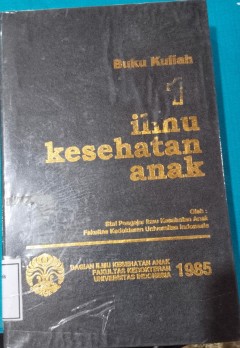 Buku Kuliah
1
ilmu
kesehatan
anak
Oleh :
Staf Pengajar Ilmu Kesehatan Anak
Fakultas Kedokteran Universitas Indonesia
BAGIAN ILMU KESEHATAN ANAK
FAKULTAS KEDOKTERAN
UNIVERSITAS INDONESIA
1985